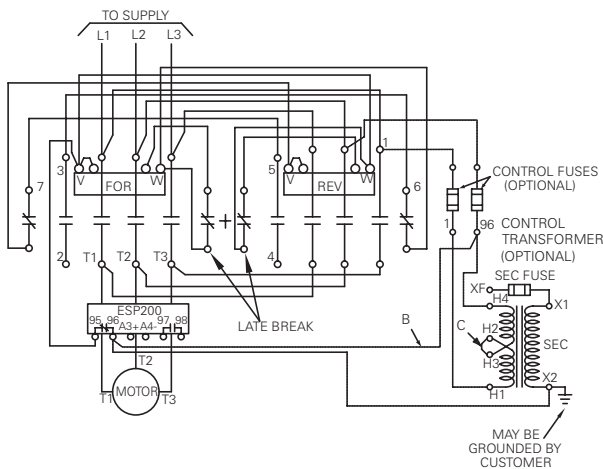 TO SUPPLY
L1 L2 L3
1
3 5
7 V FOR W V REV W 6
CONTROL FUSES
(OPTIONAL)
+
1 96
CONTROL
TRANSFORMER
(OPTIONAL)
2 T1 T2 T3 4
SEC FUSE
XF
H4 X1
ESP200
95 96 A3+ A4- 97 98
LATE BREAK
B
C H2
SEC
H3
T2
X2
H1
MOTOR
T1 T3
MAY BE
GROUNDED BY
CUSTOMER